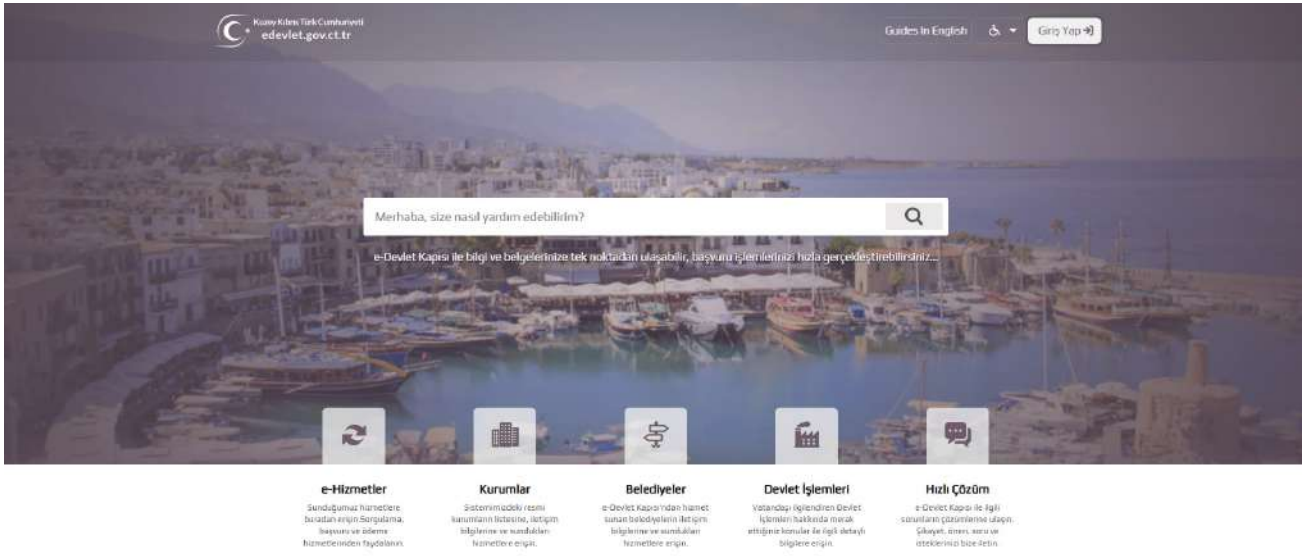 Kuzey Kıbrıs Türk Cumhuriyeti
edevlet.gov.ct.tr
Guides In English
Giriş Yap
Merhaba, size nasıl yardım edebilirim?
e-Devlet Kapısı ile bilgi ve belgelerinize tek noktadan ulaşabilir, başvuru işlemlerinizi hızla gerçekleştirebilirsiniz...
e-Hizmetler
Sunduğumuz hizmetlere
buradan erişin.Sorgulama,
başvuru ve ödeme
hizmetlerinden faydalanın.
Kurumlar
Sistemimizdeki resmi
kurumların listesine, iletişim
bilgilerine ve sundukları
hizmetlere erişin.
Belediyeler
e-Devlet Kapısı'ndan hizmet
sunan belediyelerin iletişim
bilgilerine ve sundukları
hizmetlere erişin.
Devlet İşlemleri
Vatandaşı ilgilendiren Devlet
İşlemleri hakkında merak
ettiğiniz konular ile ilgili detaylı
bilgilere erişin.
Hızlı Çözüm
e-Devlet Kapısı ile ilgili
sorunların çözümlerine ulaşın.
Şikayet, öneri, soru ve
isteklerinizi bize iletin.